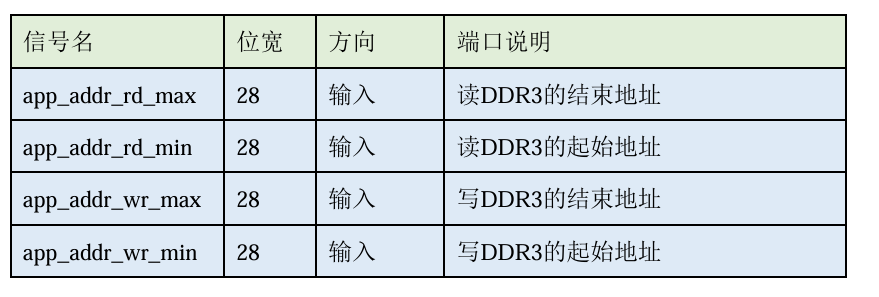 信号名 位宽 方向 端口说明
app_addr_rd_max 28 输入 读DDR3的结束地址
app_addr_rd_min 28 输入 读DDR3的起始地址
app_addr_wr_max 28 输入 写DDR3的结束地址
app_addr_wr_min 28 输入 写DDR3的起始地址